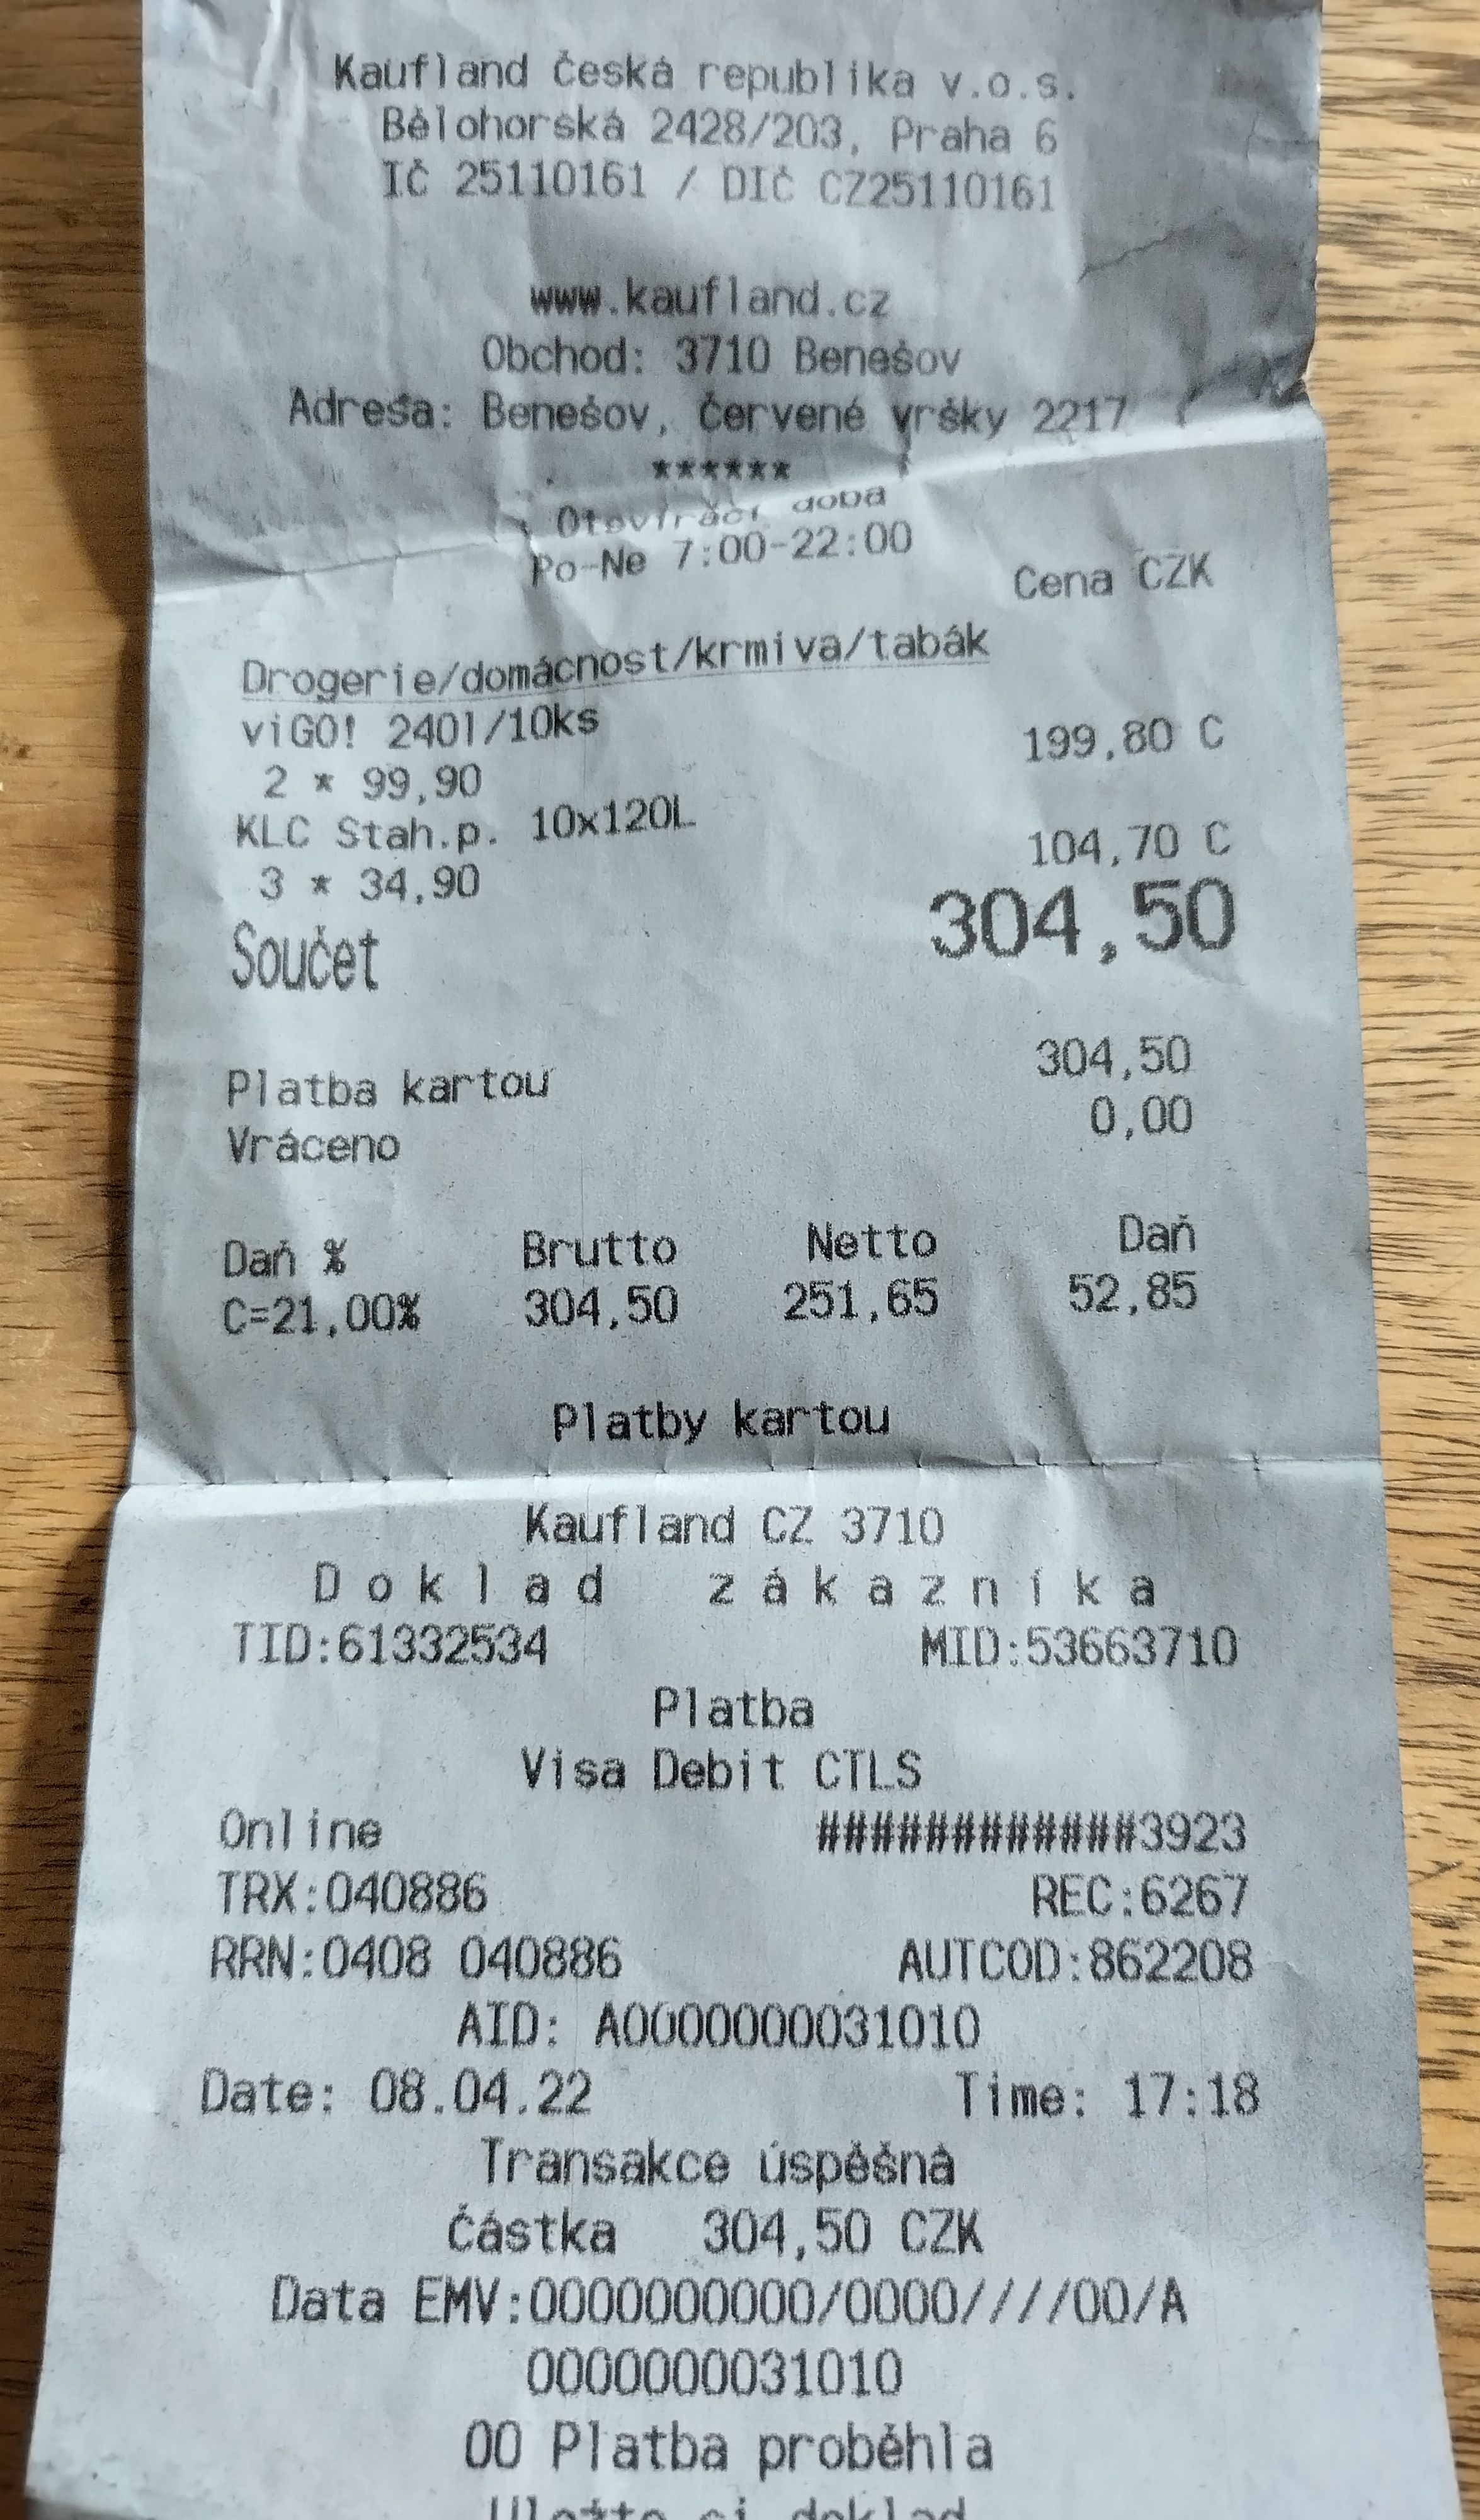 Kaufland Česká republika v.o.s.
Bělohorská 2428/203, Praha 6
IČ 25110161 / DIČ CZ25110161
www.kaufland.cz
Obchod: 3710 Benešov
Adresa: Benešov, Červené vršky 2217
******
Otevírací doba
Po-Ne 7:00-22:00
Cena CZK
Drogerie/domácnost/krmiva/tabák
viGO! 240l/10ks 199,80 C
2 * 99,90
KLC Stah.p. 10x120L 104,70 C
3 * 34,90
Součet 304,50
Platba kartou 304,50
Vráceno 0,00
Daň % Brutto Netto Daň
C=21,00% 304,50 251,65 52,85
Platby kartou
Kaufland CZ 3710
Doklad zákazníka
TID:61332534 MID:53663710
Platba
Visa Debit CTLS
Online ############3923
TRX:040886 REC:6267
RRN:0408 040886 AUTCOD:862208
AID: A0000000031010
Date: 08.04.22 Time: 17:18
Transakce úspěšná
Částka 304,50 CZK
Data EMV:0000000000/0000////00/A
0000000031010
00 Platba proběhla
Uložte si doklad